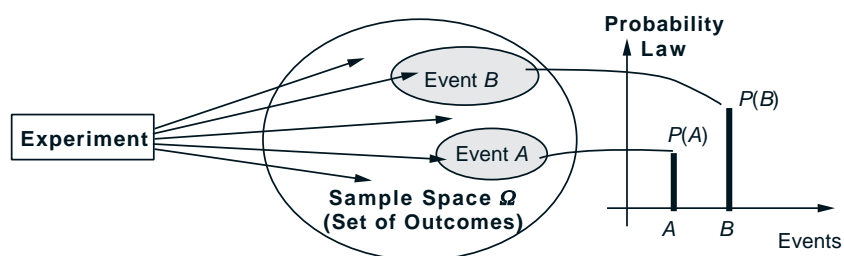 Probability
Law
Event B
P(B)
Experiment
P(A)
Event A
Sample Space Ω
(Set of Outcomes)
A
B
Events